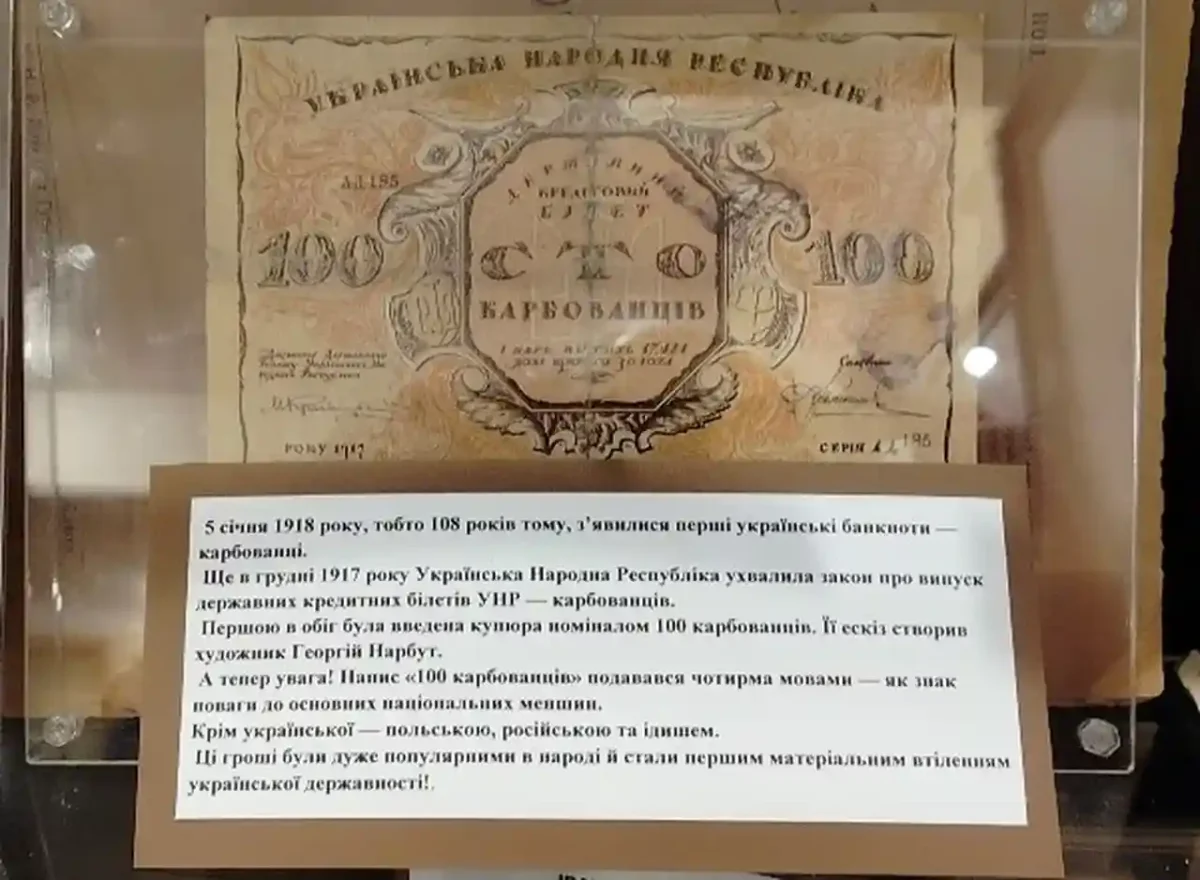 УКРАЇНСЬКА НАРОДНЯ РЕСПУБЛІКА
АД 185
ДЕРЖАВНИЙ
КРЕДИТОВИЙ
БІЛЕТ
100 СТО 100
КАРБОВАНЦІВ
РОКУ 1917
СЕРІЯ АД 185
5 січня 1918 року, тобто 108 років тому, з’явилися перші українські банкноти —
карбованці.
Ще в грудні 1917 року Українська Народна Республіка ухвалила закон про випуск
державних кредитних білетів УНР — карбованців.
Першою в обіг була введена купюра номіналом 100 карбованців. Її ескіз створив
художник Георгій Нарбут.
А тепер увага! Напис «100 карбованців» подавався чотирма мовами — як знак
поваги до основних національних меншин.
Крім української — польською, російською та ідишем.
Ці гроші були дуже популярними в народі й стали першим матеріальним втіленням
української державності!.